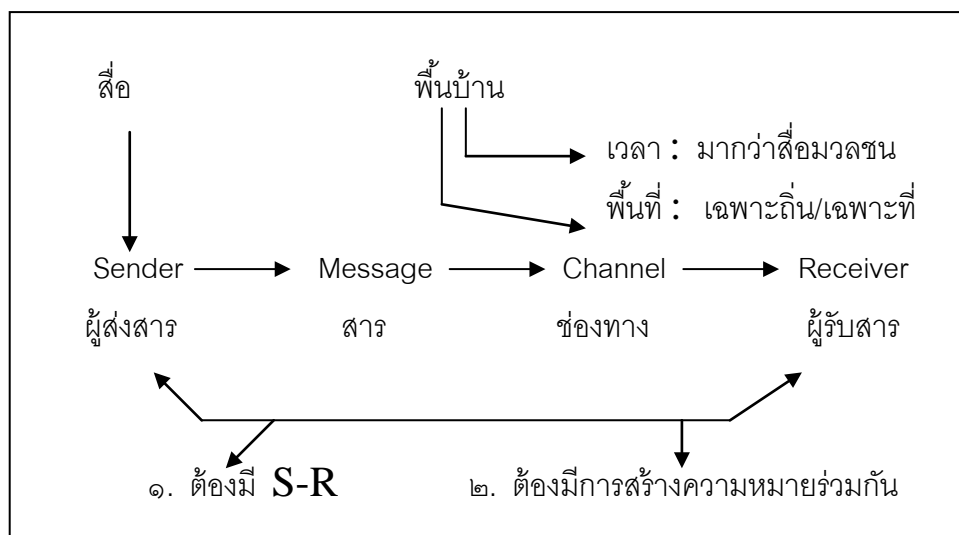 สื่อ พื้นบ้าน
เวลา : มากว่าสื่อมวลชน
พื้นที่ : เฉพาะถิ่น/เฉพาะที่
Sender Message Channel Receiver
ผู้ส่งสาร สาร ช่องทาง ผู้รับสาร
๑. ต้องมี S-R ๒. ต้องมีการสร้างความหมายร่วมกัน